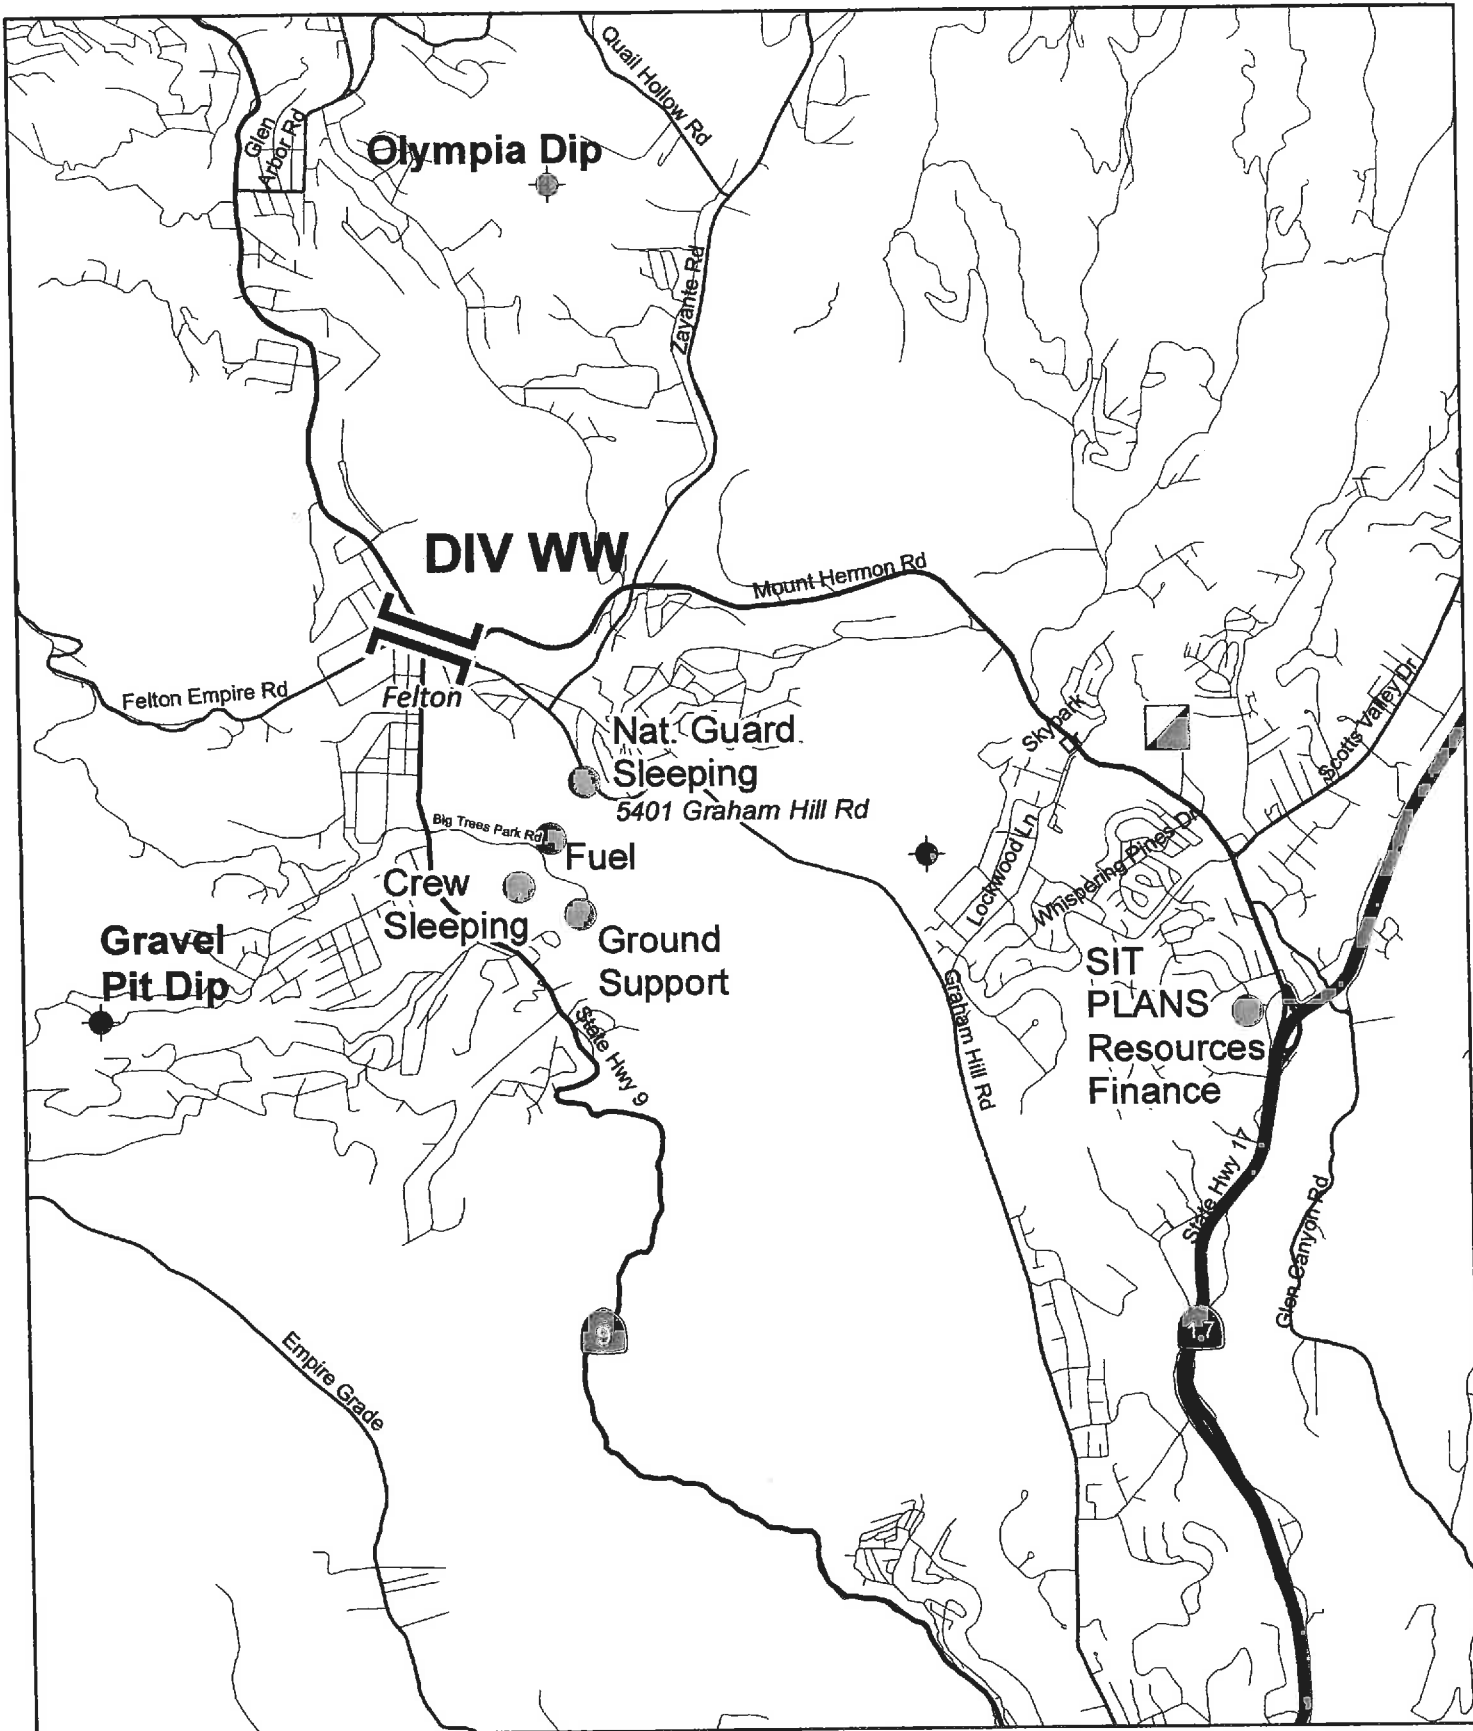 Quail Hollow Rd
Glen
Arbor Rd
Olympia Dip
Zayante Rd
DIV WW
Mount Hermon Rd
Felton Empire Rd
Felton
Scotts Valley Dr
Skypark
Dr
Nat. Guard
Sleeping
5401 Graham Hill Rd
Big Trees Park Rd
Fuel
Lockwood Ln
Whispering Pines Dr
Crew
Sleeping
Gravel
Pit Dip
Ground
Support
SIT
PLANS
Resources
Finance
Graham Hill Rd
State Hwy 9
State Hwy 17
Glen Canyon Rd
9
17
Empire Grade